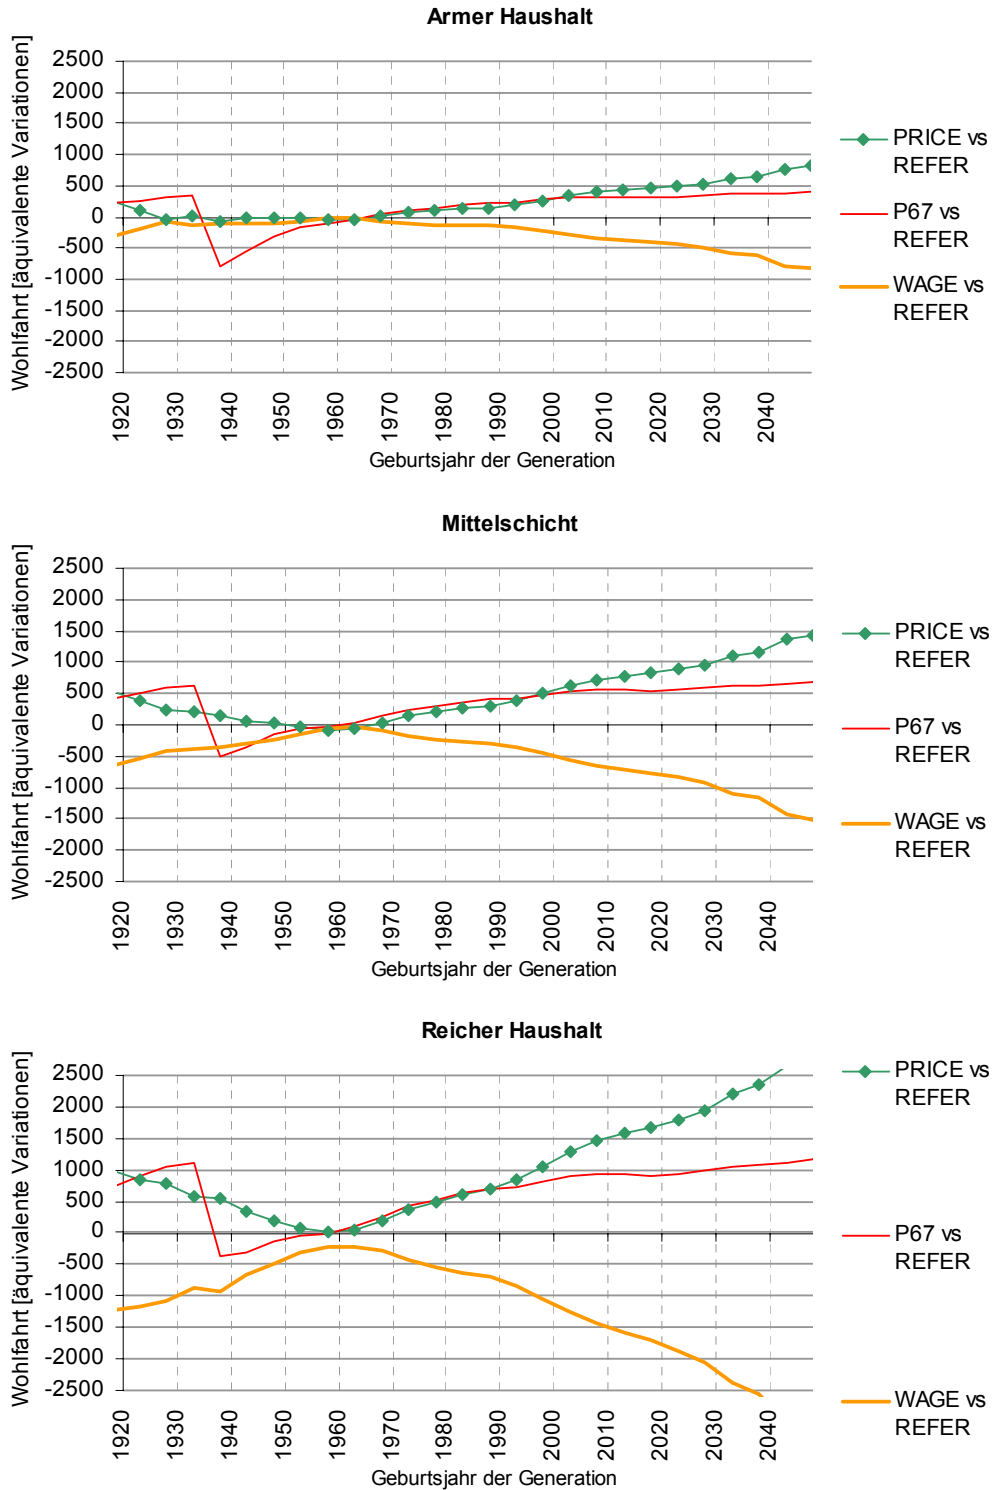 Armer Haushalt
Wohlfahrt [äquivalente Variationen]
2500
2000
1500
1000
500
0
-500
-1000
-1500
-2000
-2500
1920
1930
1940
1950
1960
1970
1980
1990
2000
2010
2020
2030
2040
Geburtsjahr der Generation
PRICE vs
REFER
P67 vs
REFER
WAGE vs
REFER
Mittelschicht
Wohlfahrt [äquivalente Variationen]
2500
2000
1500
1000
500
0
-500
-1000
-1500
-2000
-2500
1920
1930
1940
1950
1960
1970
1980
1990
2000
2010
2020
2030
2040
Geburtsjahr der Generation
PRICE vs
REFER
P67 vs
REFER
WAGE vs
REFER
Reicher Haushalt
Wohlfahrt [äquivalente Variationen]
2500
2000
1500
1000
500
0
-500
-1000
-1500
-2000
-2500
1920
1930
1940
1950
1960
1970
1980
1990
2000
2010
2020
2030
2040
Geburtsjahr der Generation
PRICE vs
REFER
P67 vs
REFER
WAGE vs
REFER